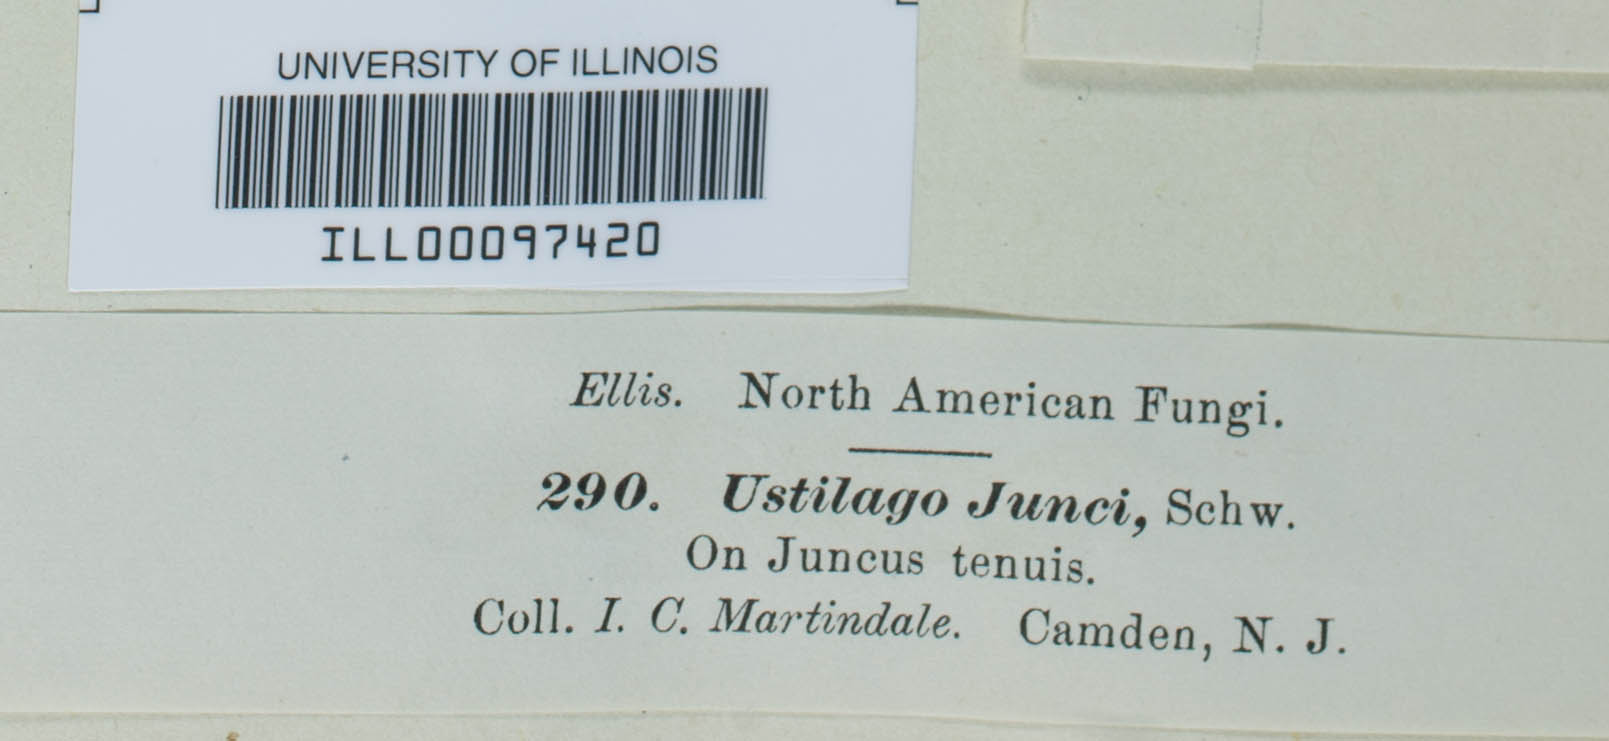 UNIVERSITY OF ILLINOIS
ILL00097420
Ellis. North American Fungi.
290. Ustilago Junci, Schw.
On Juncus tenuis.
Coll. I. C. Martindale. Camden, N. J.